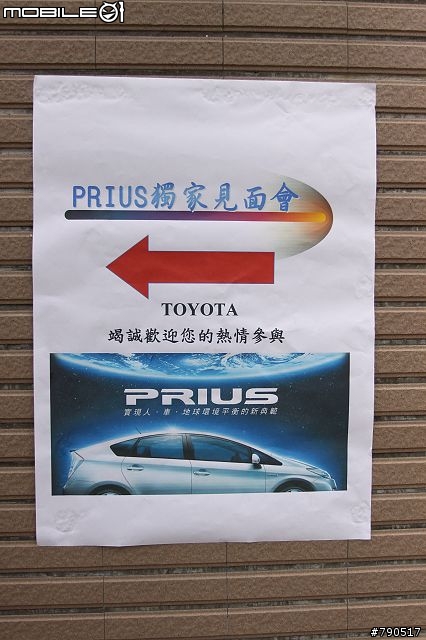 MOBILE01
PRIUS獨家見面會
TOYOTA
竭誠歡迎您的熱情參與
PRIUS
實現人．車．地球環境平衡的新典範
#790517